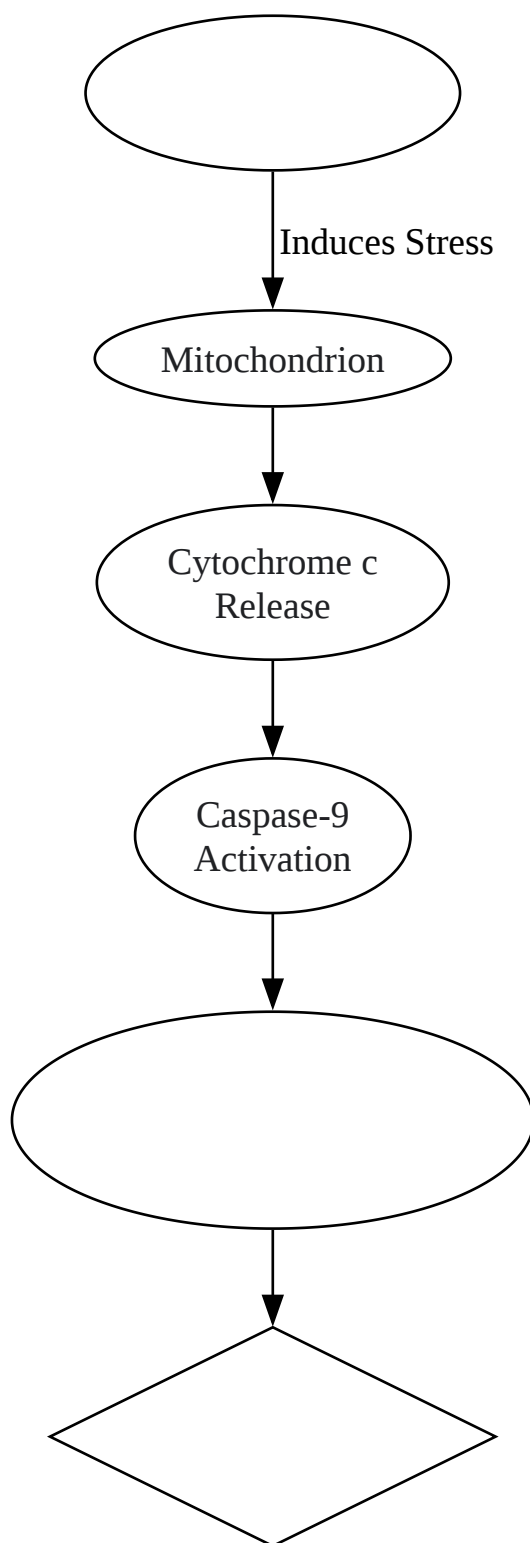 Induces Stress
Mitochondrion
Cytochrome c
Release
Caspase-9
Activation